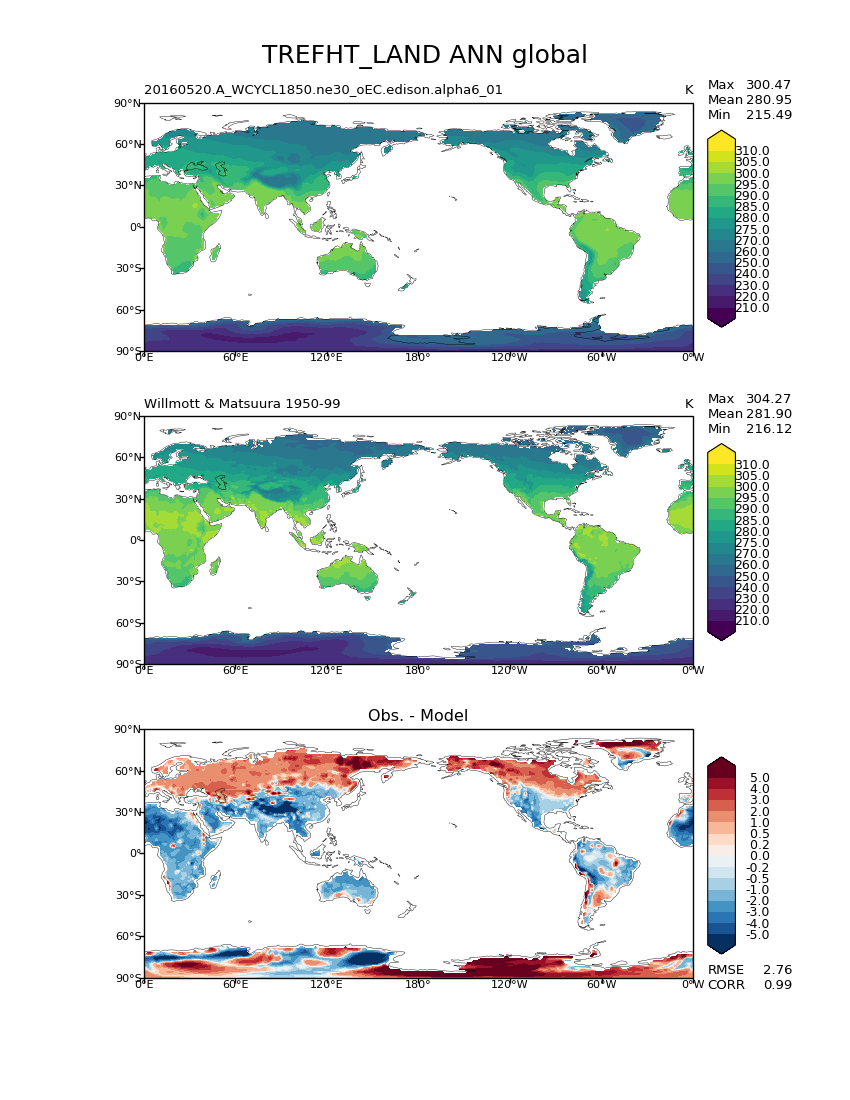 TREFHT_LAND ANN global
20160520.A_WCYCL1850.ne30_oEC.edison.alpha6_01
K
Max 300.47
Mean 280.95
Min 215.49
90°N
60°N
30°N
0°
30°S
60°S
90°S
0°E 60°E 120°E 180° 120°W 60°W 0°W
310.0
305.0
300.0
295.0
290.0
285.0
280.0
275.0
270.0
260.0
250.0
240.0
230.0
220.0
210.0
Willmott & Matsuura 1950-99
K
Max 304.27
Mean 281.90
Min 216.12
90°N
60°N
30°N
0°
30°S
60°S
90°S
0°E 60°E 120°E 180° 120°W 60°W 0°W
310.0
305.0
300.0
295.0
290.0
285.0
280.0
275.0
270.0
260.0
250.0
240.0
230.0
220.0
210.0
Obs. - Model
90°N
60°N
30°N
0°
30°S
60°S
90°S
0°E 60°E 120°E 180° 120°W 60°W 0°W
5.0
4.0
3.0
2.0
1.0
0.5
0.2
0.0
-0.2
-0.5
-1.0
-2.0
-3.0
-4.0
-5.0
RMSE 2.76
CORR 0.99